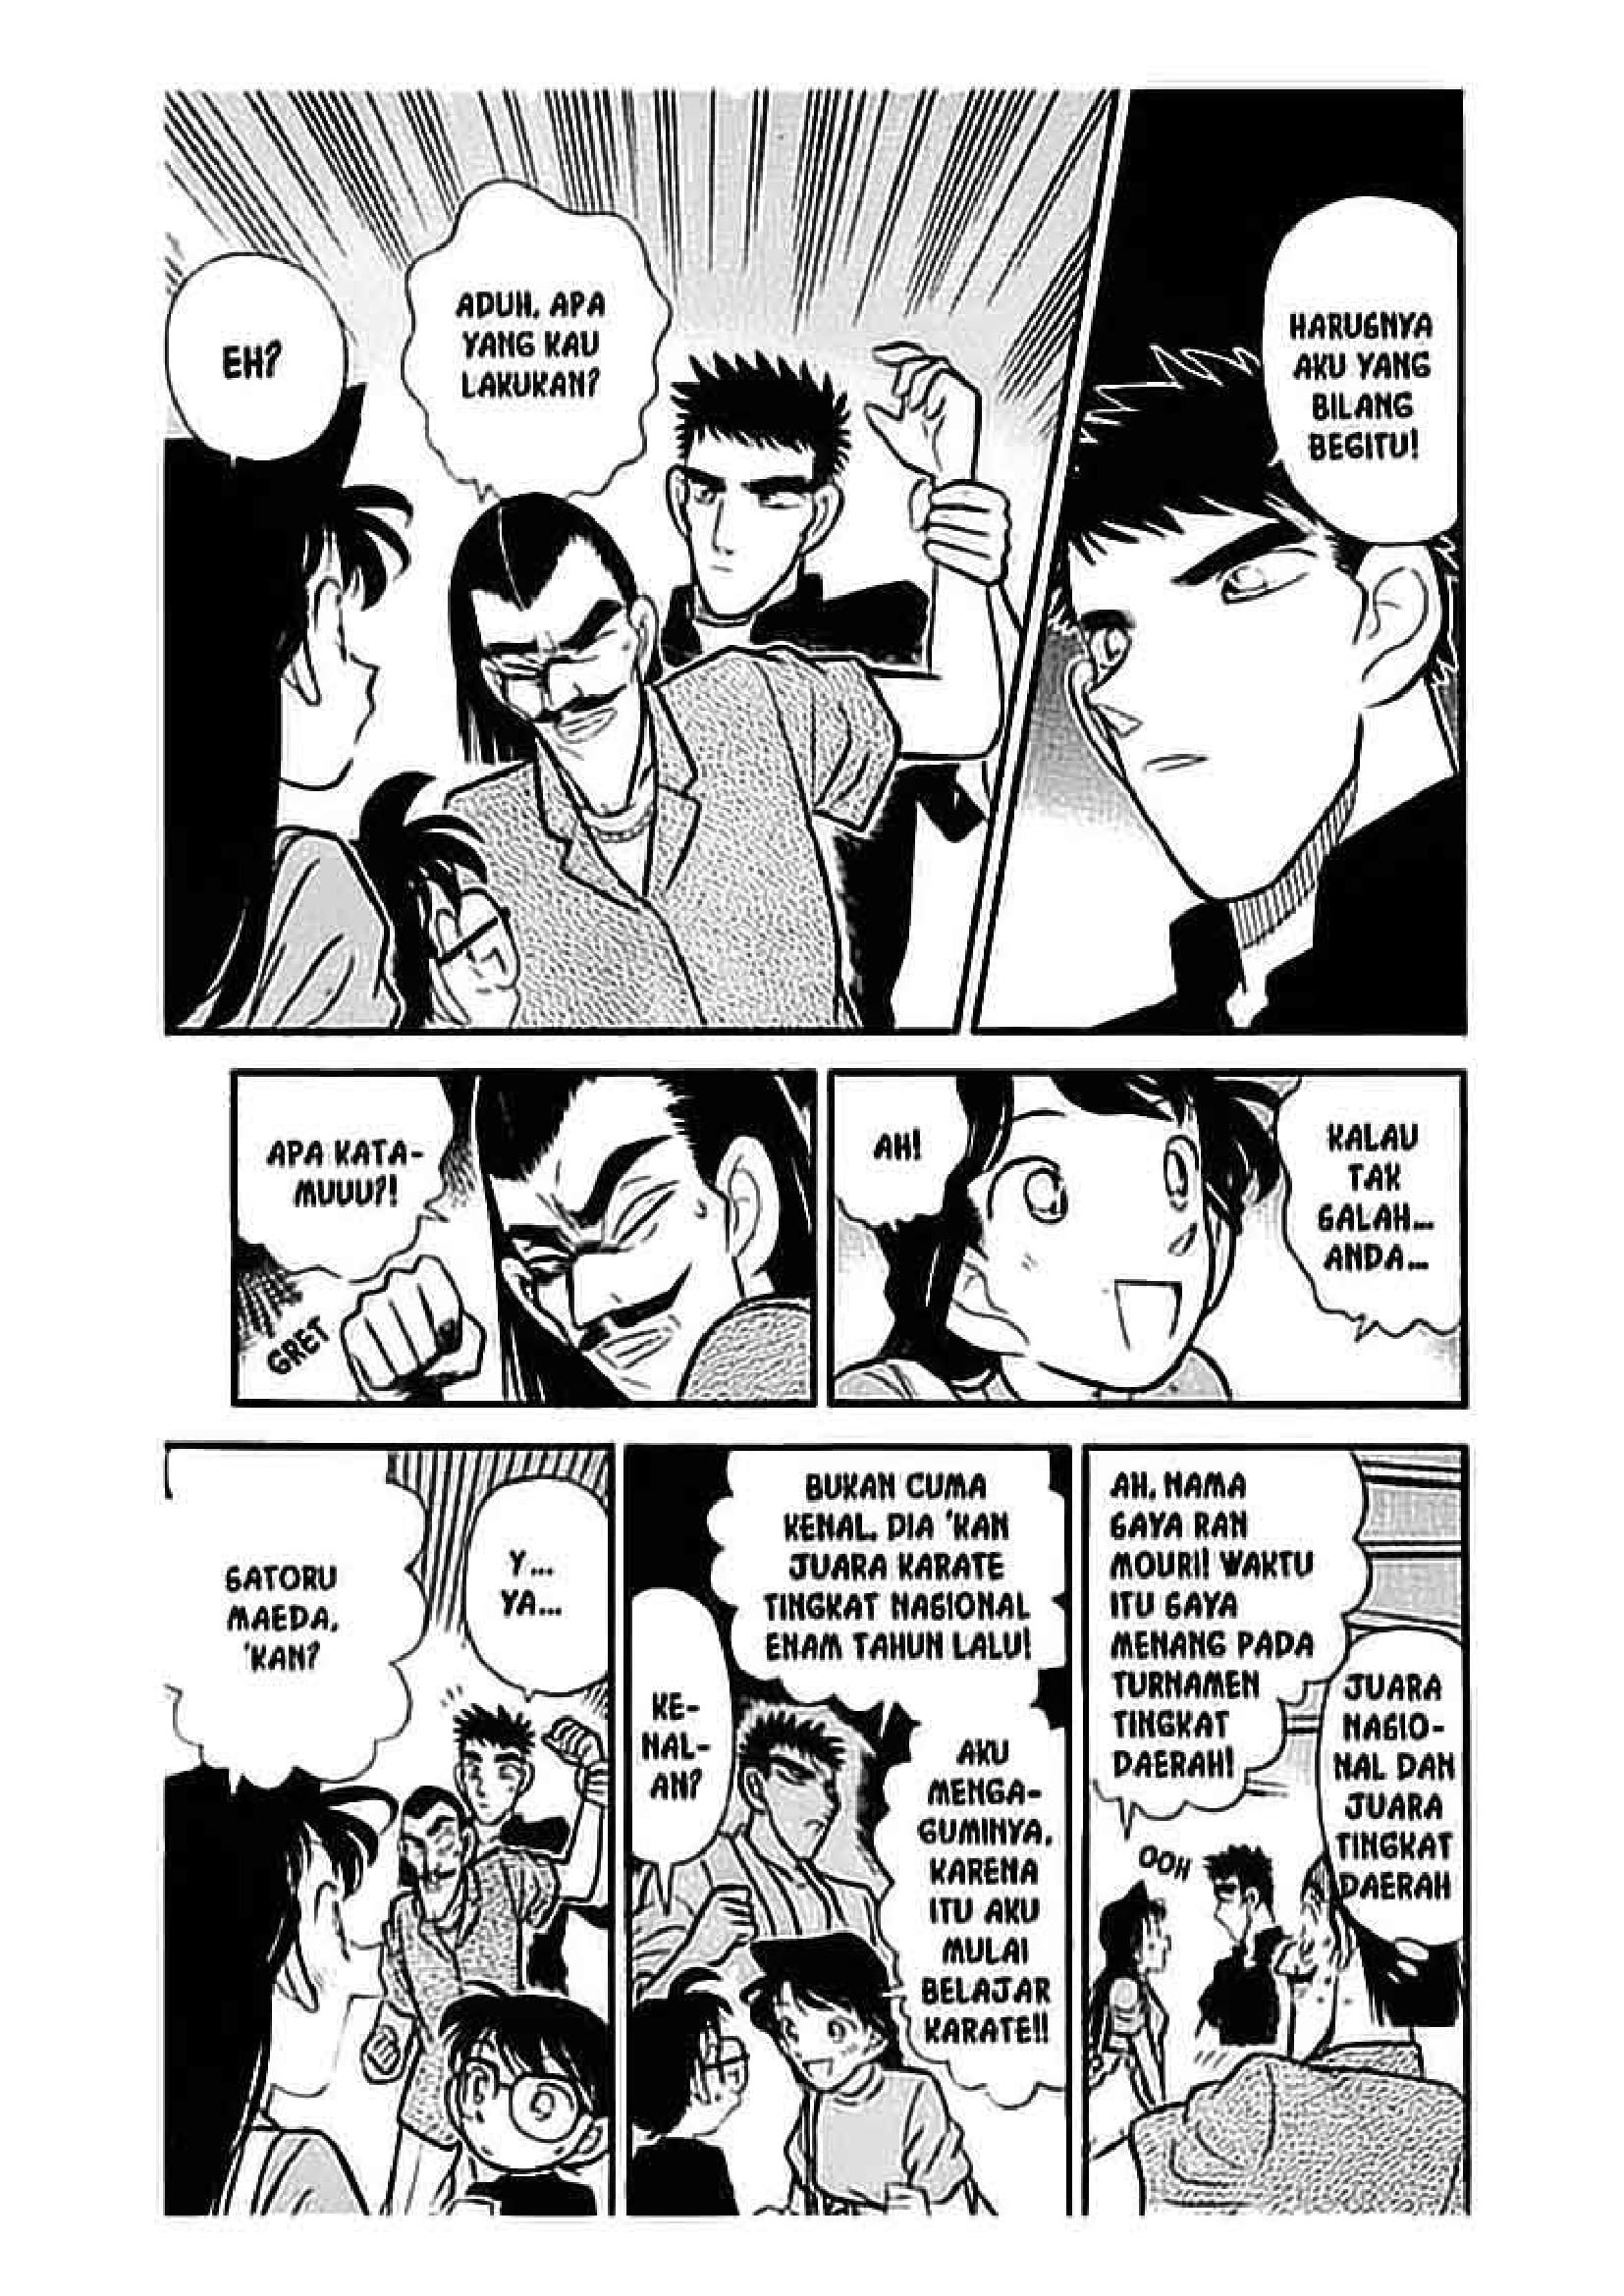 EH?
ADUH, APA
YANG KAU
LAKUKAN?
HARUSNYA
AKU YANG
BILANG
BEGITU!
APA KATA-
MUUU?!
GRET
AH!
KALAU
TAK
SALAH...
ANDA...
SATORU
MAEDA,
'KAN?
Y...
YA...
KE-
NAL-
AN?
BUKAN CUMA
KENAL, DIA 'KAN
JUARA KARATE
TINGKAT NASIONAL
ENAM TAHUN LALU!
AKU
MENGA-
GUMINYA,
KARENA
ITU AKU
MULAI
BELAJAR
KARATE!!
AH, NAMA
SAYA RAN
MOURI! WAKTU
ITU SAYA
MENANG PADA
TURNAMEN
TINGKAT
DAERAH!
OOH
JUARA
NASIO-
NAL DAN
JUARA
TINGKAT
DAERAH